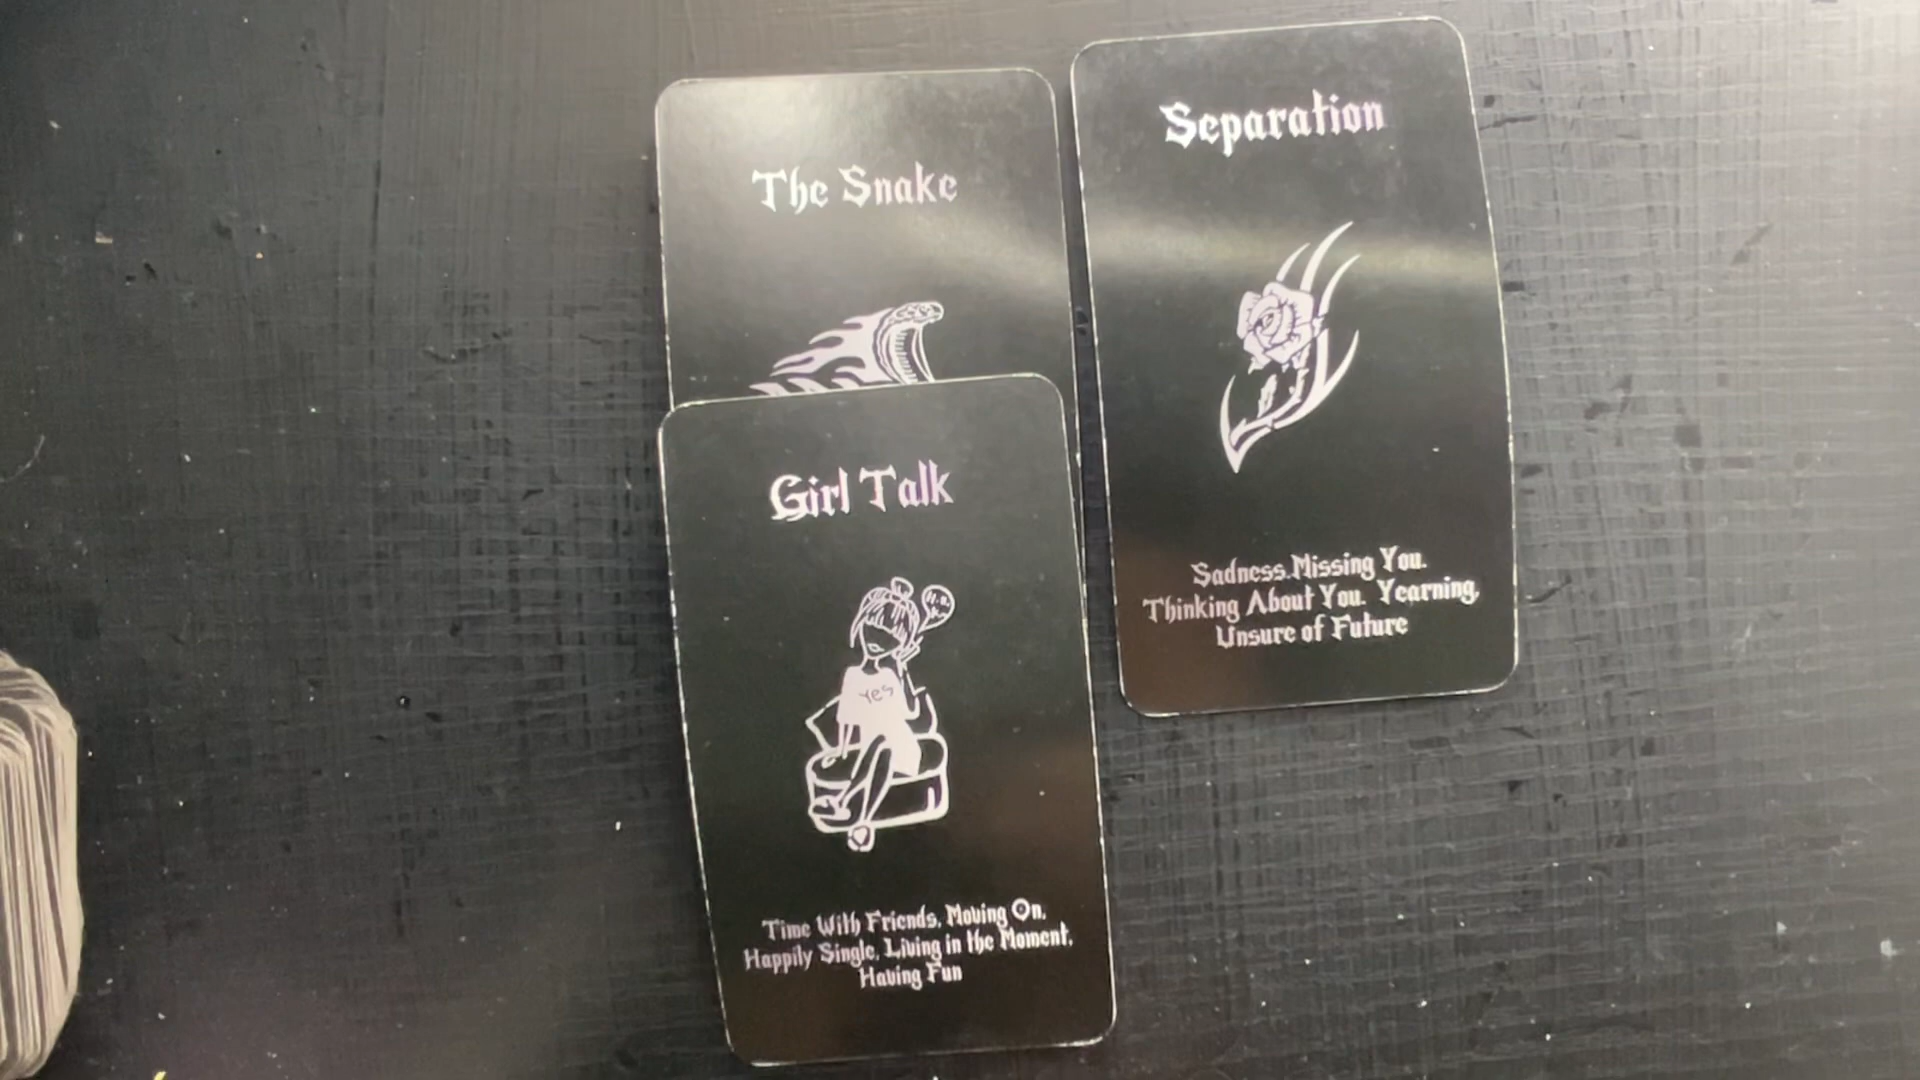 The Snake
Girl Talk
Yes
Time With Friends, Moving On,
Happily Single, Living in the Moment,
Having Fun
Separation
Sadness.Missing You.
Thinking About You. Yearning,
Unsure of Future